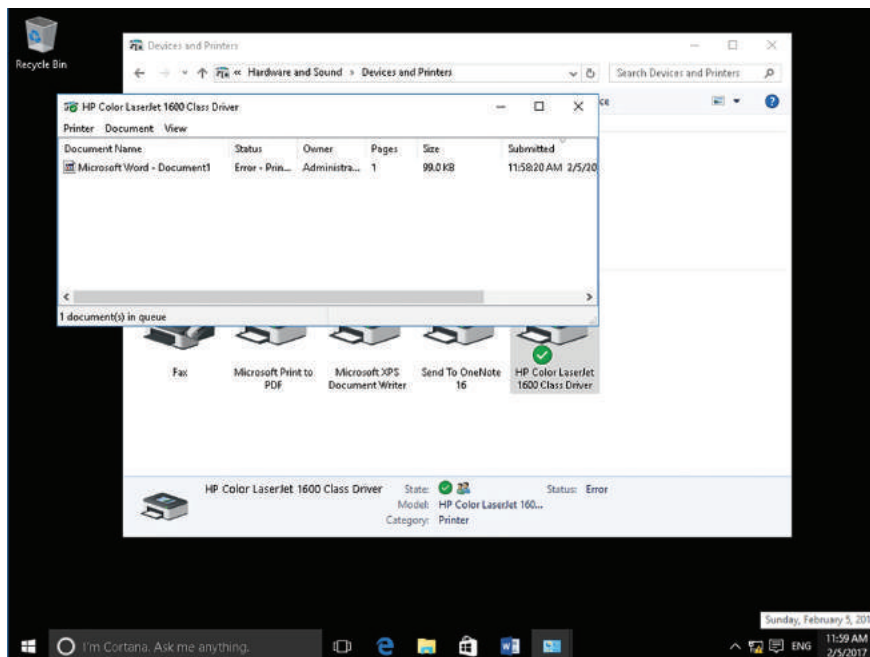 Recycle Bin
Devices and Printers
« Hardware and Sound > Devices and Printers
Search Devices and Printers
HP Color LaserJet 1600 Class Driver
Printer Document View
Document Name Status Owner Pages Size Submitted
Microsoft Word - Document1 Error - Prin... Administra... 1 99.0 KB 11:58:20 AM 2/5/20
1 document(s) in queue
Fax
Microsoft Print to
PDF
Microsoft XPS
Document Writer
Send To OneNote
16
HP Color LaserJet
1600 Class Driver
HP Color LaserJet 1600 Class Driver State: Status: Error
Model: HP Color LaserJet 160...
Category: Printer
Sunday, February 5, 201
I'm Cortana. Ask me anything.
ENG
11:59 AM
2/5/2017